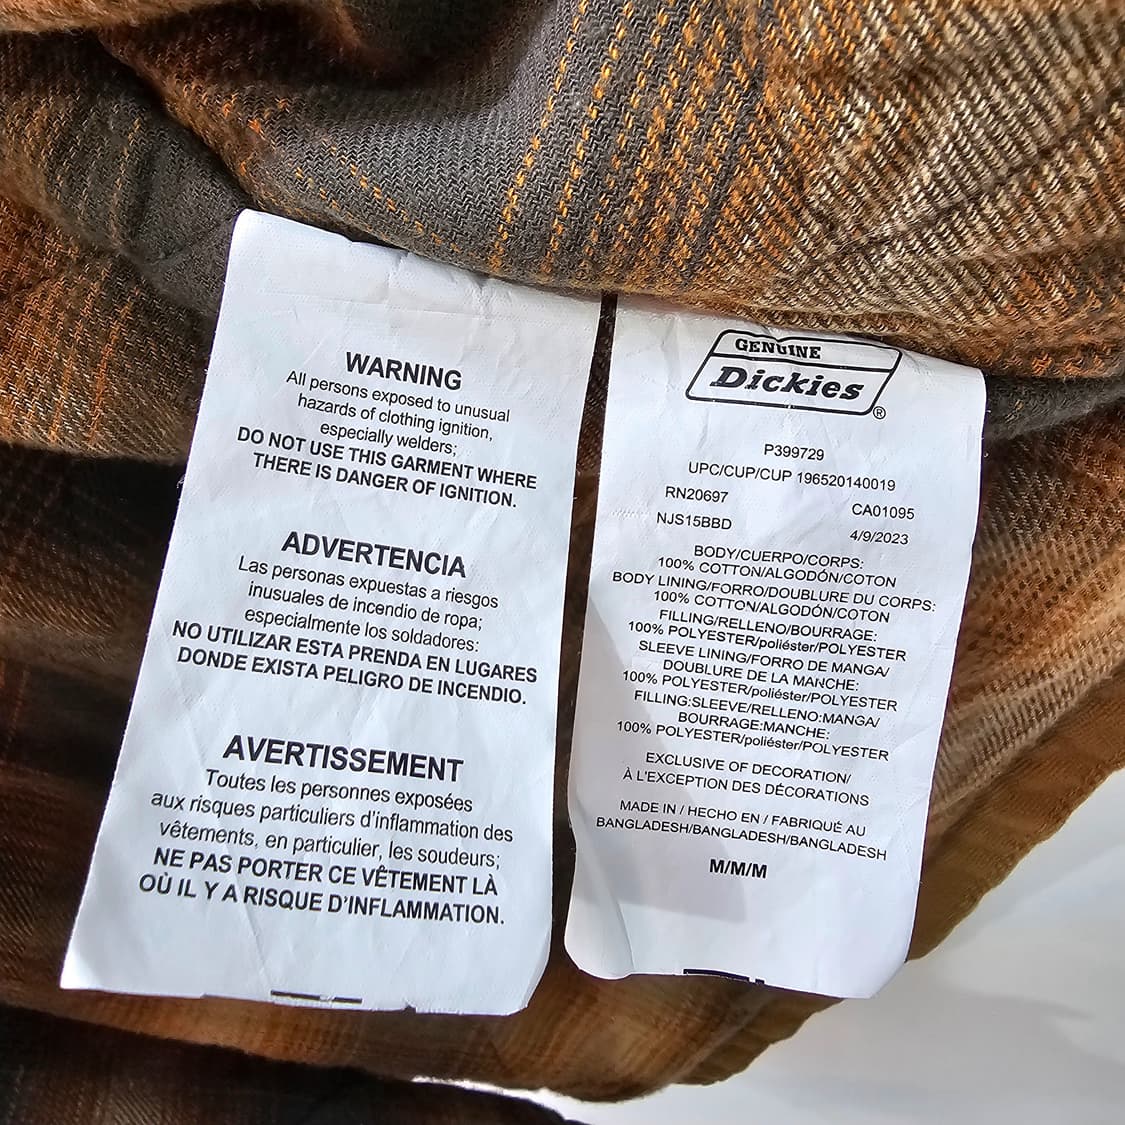 WARNING
All persons exposed to unusual
hazards of clothing ignition,
especially welders;
DO NOT USE THIS GARMENT WHERE
THERE IS DANGER OF IGNITION.
ADVERTENCIA
Las personas expuestas a riesgos
inusuales de incendio de ropa;
especialmente los soldadores:
NO UTILIZAR ESTA PRENDA EN LUGARES
DONDE EXISTA PELIGRO DE INCENDIO.
AVERTISSEMENT
Toutes les personnes exposées
aux risques particuliers d'inflammation des
vêtements, en particulier, les soudeurs;
NE PAS PORTER CE VÊTEMENT LÀ
OÙ IL Y A RISQUE D'INFLAMMATION.
GENUINE
Dickies®
P399729
UPC/CUP/CUP 196520140019
RN20697 CA01095
NJS15BBD 4/9/2023
BODY/CUERPO/CORPS:
100% COTTON/ALGODÓN/COTON
BODY LINING/FORRO/DOUBLURE DU CORPS:
100% COTTON/ALGODÓN/COTON
FILLING/RELLENO/BOURRAGE:
100% POLYESTER/poliéster/POLYESTER
SLEEVE LINING/FORRO DE MANGA/
DOUBLURE DE LA MANCHE:
100% POLYESTER/poliéster/POLYESTER
FILLING:SLEEVE/RELLENO:MANGA/
BOURRAGE:MANCHE:
100% POLYESTER/poliéster/POLYESTER
EXCLUSIVE OF DECORATION/
À L'EXCEPTION DES DÉCORATIONS
MADE IN / HECHO EN / FABRIQUÉ AU
BANGLADESH/BANGLADESH/BANGLADESH
M/M/M